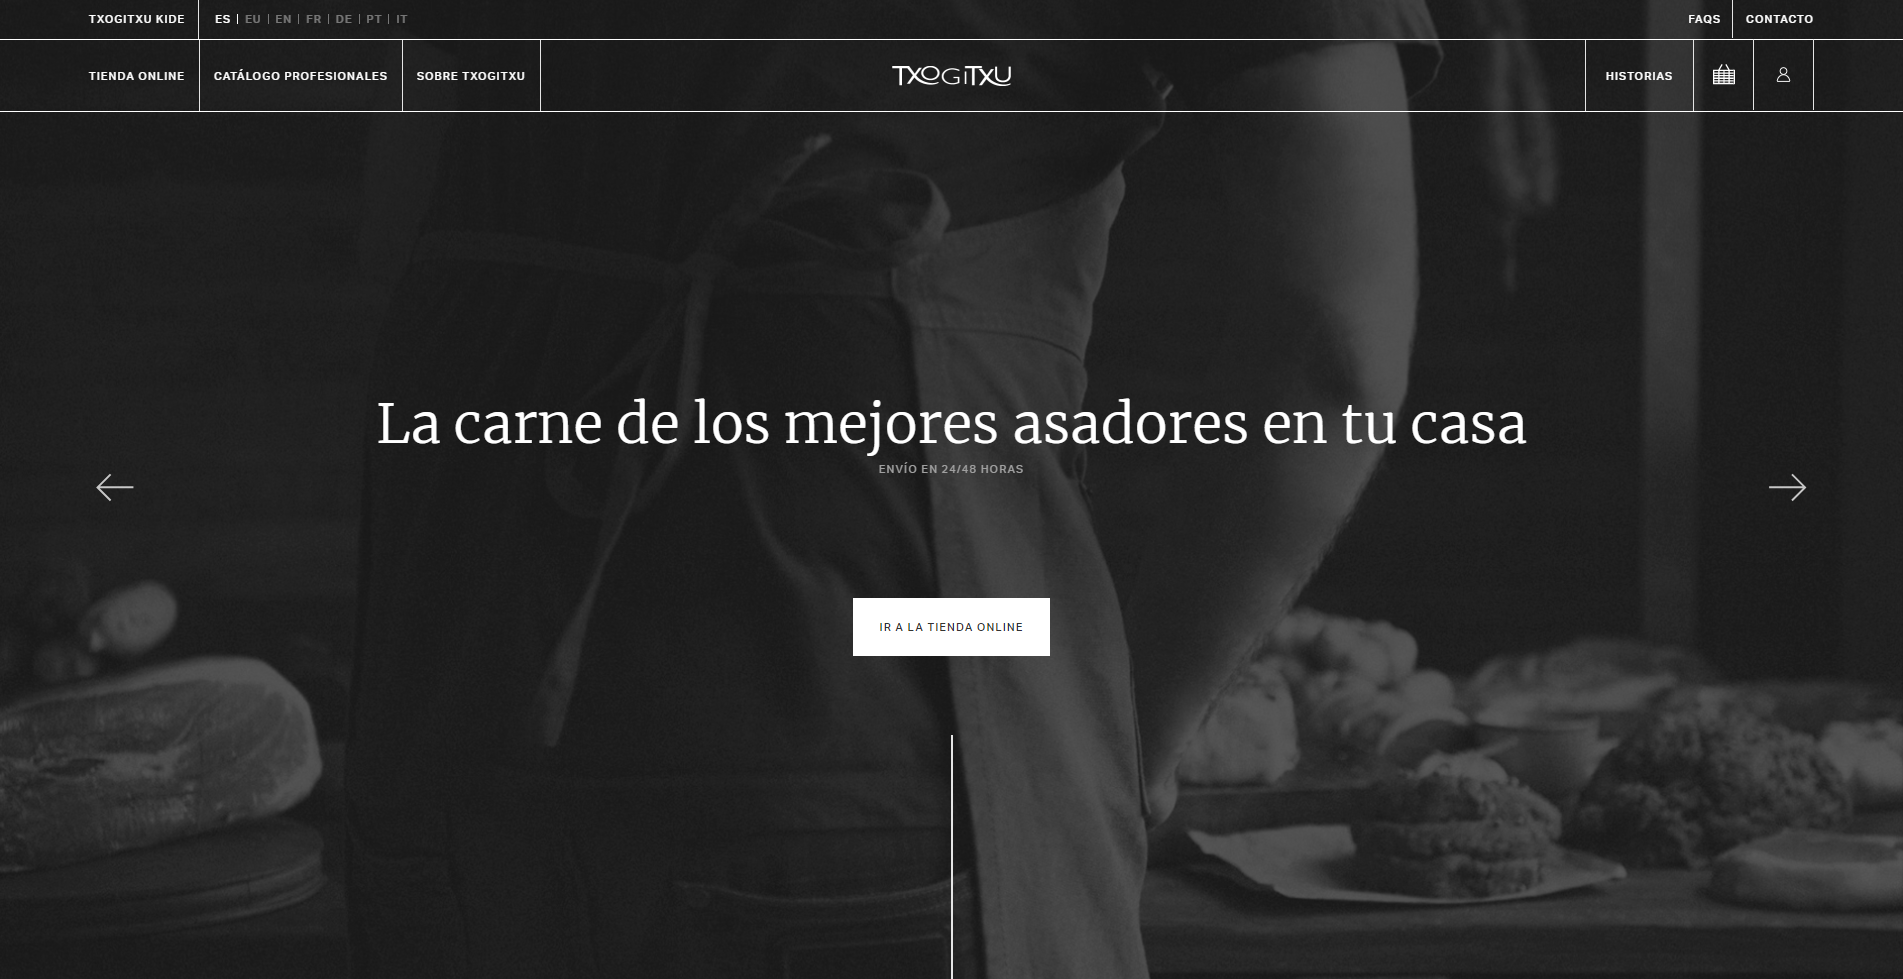 TXOGITXU KIDE
ES | EU | EN | FR | DE | PT | IT
FAQS
CONTACTO
TIENDA ONLINE
CATÁLOGO PROFESIONALES
SOBRE TXOGITXU
TXOGITXU
HISTORIAS
La carne de los mejores asadores en tu casa
ENVÍO EN 24/48 HORAS
IR A LA TIENDA ONLINE